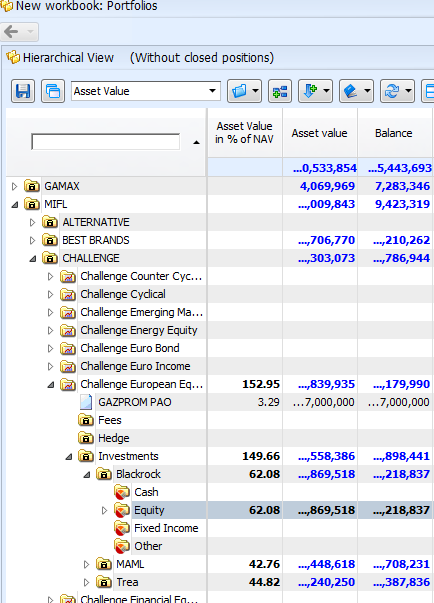 New workbook: Portfolios
Hierarchical View (Without closed positions)
Asset Value
Asset Value in % of NAV Asset value Balance
...0,533,854 ...5,443,693
GAMAX 4,069,969 7,283,346
MIFL ...,009,843 9,423,319
ALTERNATIVE
BEST BRANDS ...,706,770 ...,210,262
CHALLENGE ...,303,073 ...,786,944
Challenge Counter Cyc...
Challenge Cyclical
Challenge Emerging Ma...
Challenge Energy Equity
Challenge Euro Bond
Challenge Euro Income
Challenge European Eq... 152.95 ...,839,935 ...,179,990
GAZPROM PAO 3.29 ...7,000,000 ...7,000,000
Fees
Hedge
Investments 149.66 ...,558,386 ...,898,441
Blackrock 62.08 ...,869,518 ...,218,837
Cash
Equity 62.08 ...,869,518 ...,218,837
Fixed Income
Other
MAML 42.76 ...,448,618 ...,708,231
Trea 44.82 ...,240,250 ...,387,836
Challenge Financial Eq...